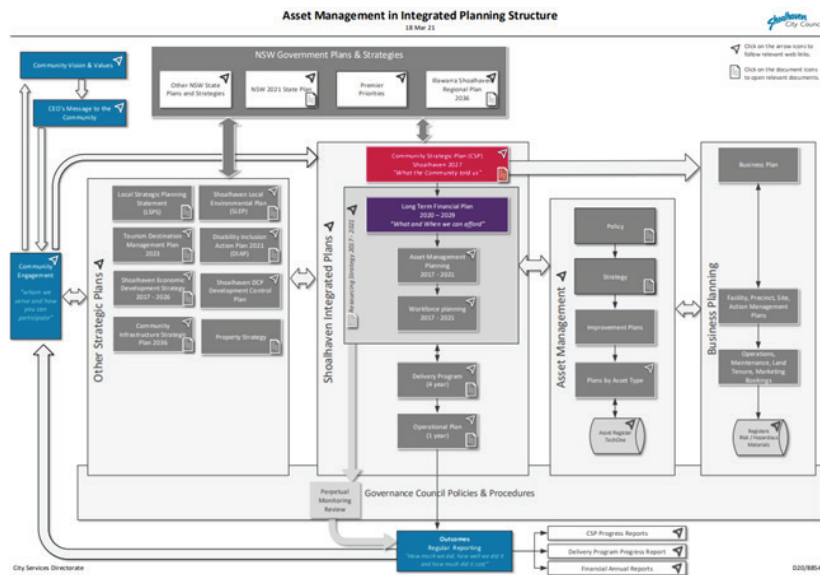 Asset Management in Integrated Planning Structure
18 Mar 21
Shoalhaven
City Council
Click on the arrow icons to
follow relevant web links.
Click on the document icons
to open relevant documents.
Community Vision & Values
CEO's Message to the
Community
NSW Government Plans & Strategies
Other NSW State
Plans and Strategies
NSW 2021 State Plan
Premier
Priorities
Illawarra Shoalhaven
Regional Plan
2036
Community
Engagement
"whom we
serve and how
you can
participate"
Other Strategic Plans
Local Strategic Planning
Statement
(LSPS)
Shoalhaven Local
Environmental Plan
(SLEP)
Tourism Destination
Management Plan
2023
Disability Inclusion
Action Plan 2021
(DIAP)
Shoalhaven Economic
Development Strategy
2017 - 2026
Shoalhaven DCP
Development Control
Plan
Community
Infrastructure Strategic
Plan 2036
Property Strategy
Shoalhaven Integrated Plans
Community Strategic Plan (CSP)
Shoalhaven 2027
"What the Community told us"
Resourcing Strategy 2017 - 2021
Long Term Financial Plan
2020 – 2029
"What and When we can afford"
Asset Management
Planning
2017 - 2021
Workforce planning
2017 - 2021
Delivery Program
(4 year)
Operational Plan
(1 year)
Asset Management
Policy
Strategy
Improvement Plans
Plans by Asset Type
Asset Register
TechOne
Business Planning
Business Plan
Facility, Precinct, Site,
Action Management
Plans
Operations,
Maintenance, Land
Tenure, Marketing
Bookings
Registers
Risk / Hazardous
Materials
Perpetual
Monitoring
Review
Governance Council Policies & Procedures
Outcomes
Regular Reporting
"How much we did, how well we did it
and how much did it cost"
CSP Progress Reports
Delivery Program Progress Report
Financial Annual Reports
City Services Directorate